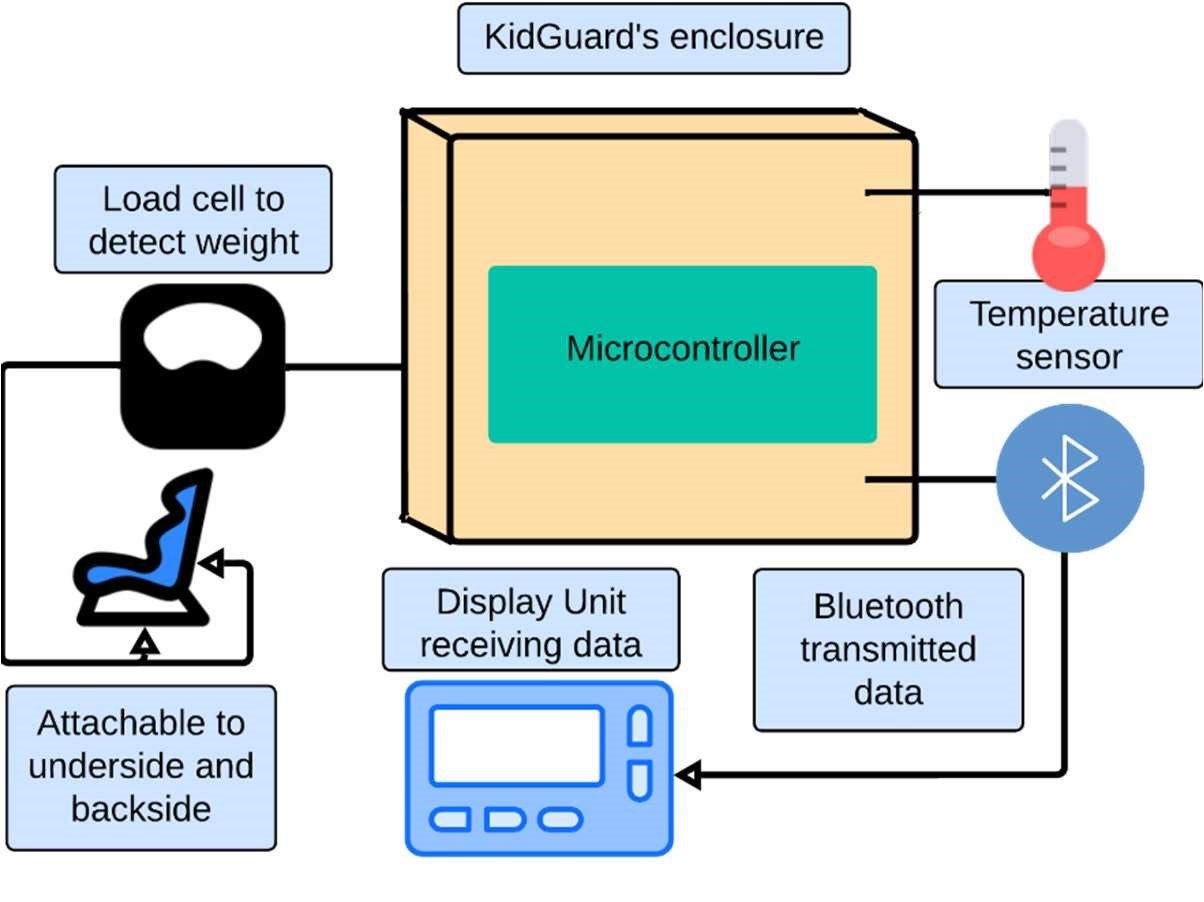 KidGuard's enclosure
Load cell to
detect weight
Microcontroller
Temperature
sensor
Display Unit
receiving data
Bluetooth
transmitted
data
Attachable to
underside and
backside